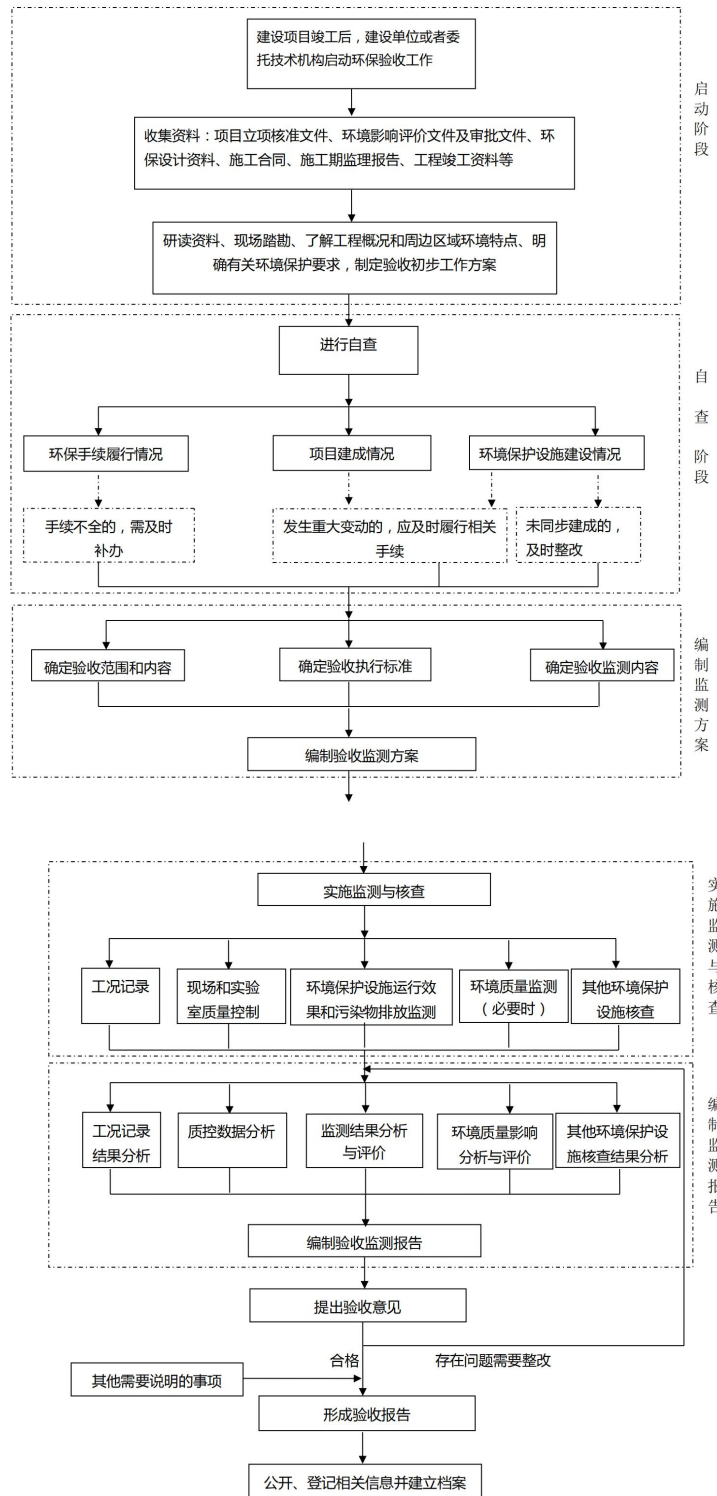 建设项目竣工后，建设单位或者委
托技术机构启动环保验收工作
启动阶段
收集资料：项目立项核准文件、环境影响评价文件及审批文件、环
保设计资料、施工合同、施工期监理报告、工程竣工资料等
研读资料、现场踏勘、了解工程概况和周边区域环境特点、明
确有关环境保护要求，制定验收初步工作方案
进行自查
自查阶段
环保手续履行情况
项目建成情况
环境保护设施建设情况
手续不全的，需及时
补办
发生重大变动的，应及时履行相关
手续
未同步建成的，
及时整改
编制监测方案
确定验收范围和内容
确定验收执行标准
确定验收监测内容
编制验收监测方案
实施监测与核查
实施监测与核查
工况记录
现场和实验
室质量控制
环境保护设施运行效
果和污染物排放监测
环境质量监测
（必要时）
其他环境保护
设施核查
编制监测报告
工况记录
结果分析
质控数据分析
监测结果分析
与评价
环境质量影响
分析与评价
其他环境保护设
施核查结果分析
编制验收监测报告
提出验收意见
合格
存在问题需要整改
其他需要说明的事项
形成验收报告
公开、登记相关信息并建立档案